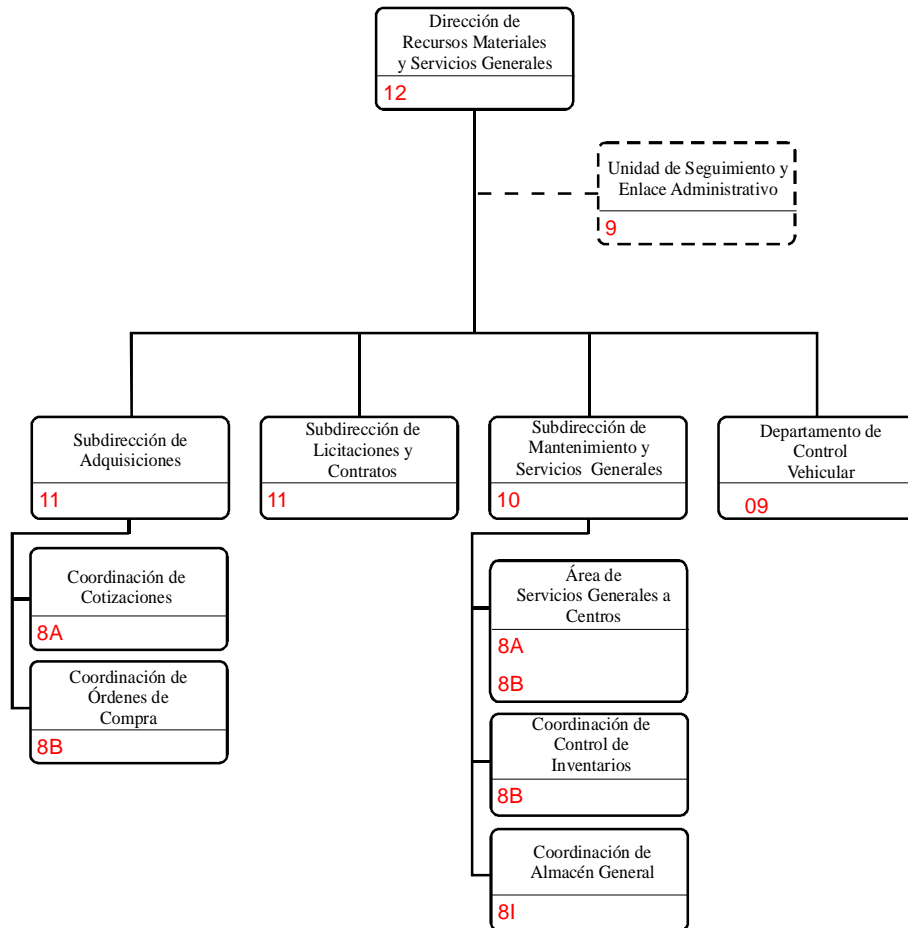 Dirección de
Recursos Materiales
y Servicios Generales
12
Unidad de Seguimiento y
Enlace Administrativo
9
Subdirección de
Adquisiciones
11
Subdirección de
Licitaciones y
Contratos
11
Subdirección de
Mantenimiento y
Servicios Generales
10
Departamento de
Control
Vehicular
09
Coordinación de
Cotizaciones
8A
Coordinación de
Órdenes de
Compra
8B
Área de
Servicios Generales a
Centros
8A
8B
Coordinación de
Control de
Inventarios
8B
Coordinación de
Almacén General
8I